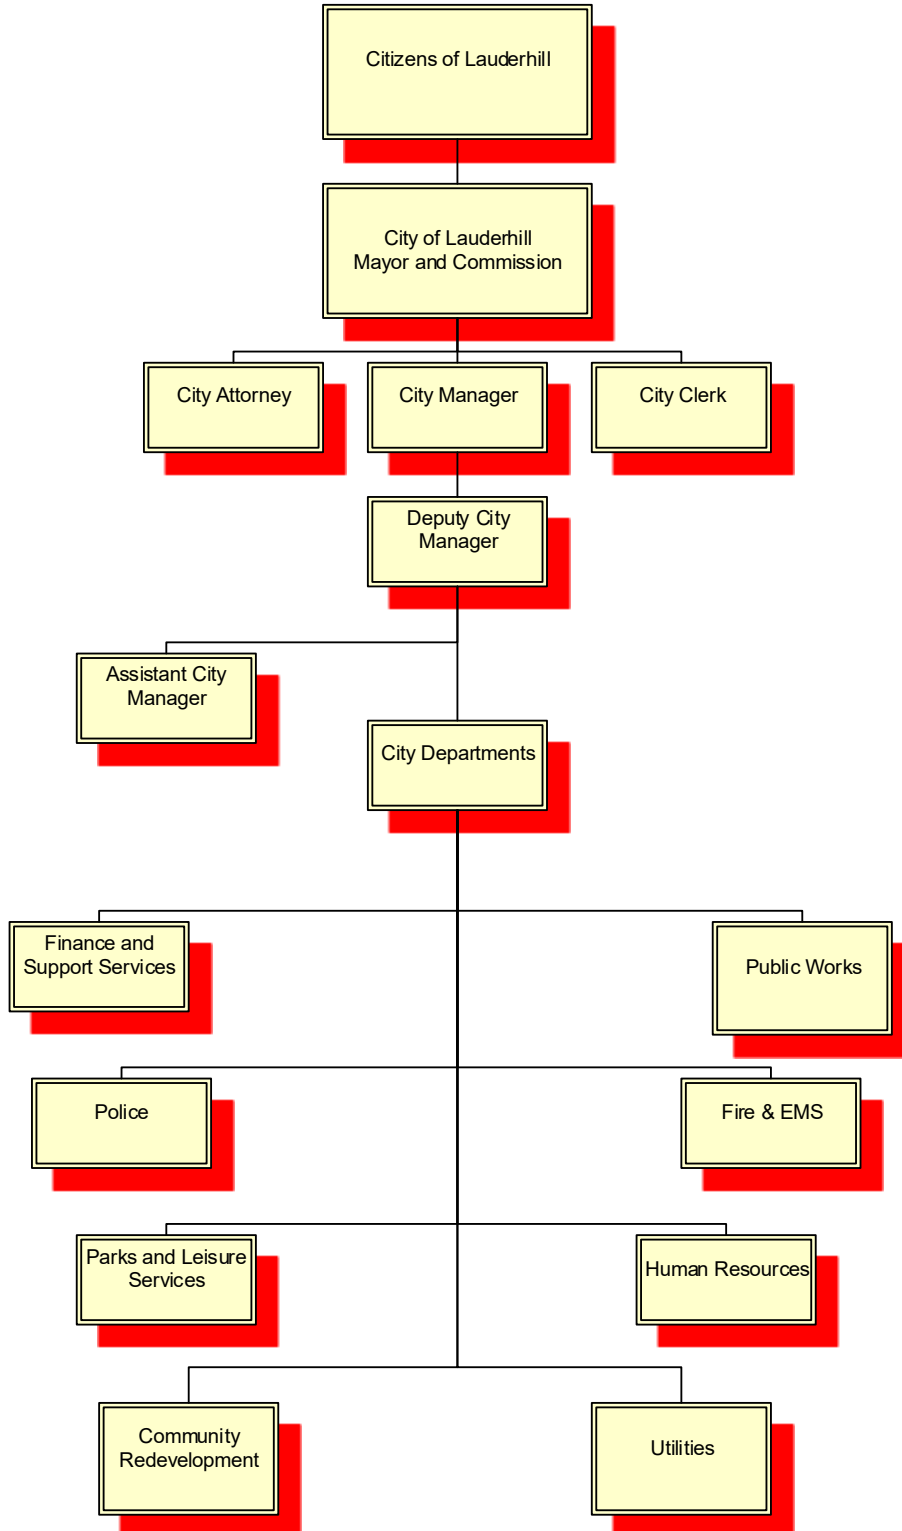 Citizens of Lauderhill
City of Lauderhill
Mayor and Commission
City Attorney
City Manager
City Clerk
Deputy City
Manager
Assistant City
Manager
City Departments
Finance and
Support Services
Public Works
Police
Fire & EMS
Parks and Leisure
Services
Human Resources
Community
Redevelopment
Utilities